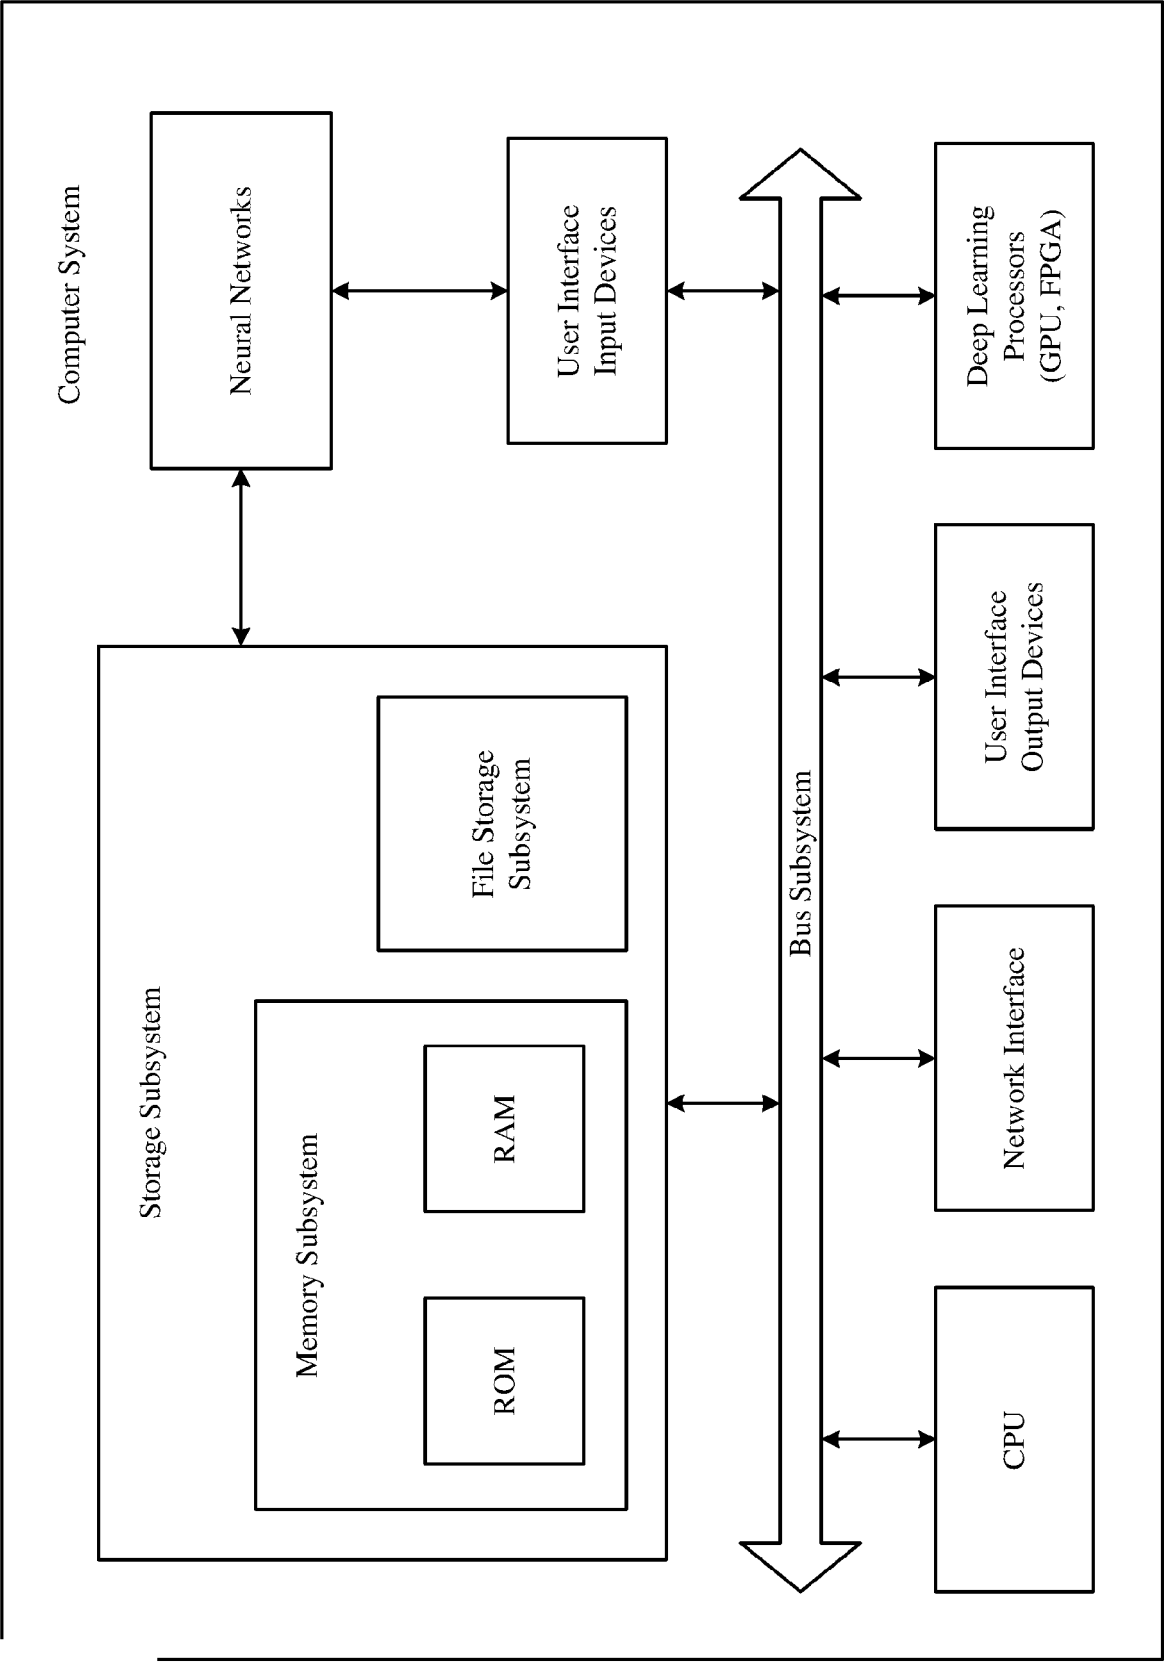 Computer System
Storage Subsystem
Neural Networks
Memory Subsystem
ROM
RAM
File Storage
Subsystem
User Interface
Input Devices
Bus Subsystem
CPU
Network Interface
User Interface
Output Devices
Deep Learning
Processors
(GPU, FPGA)